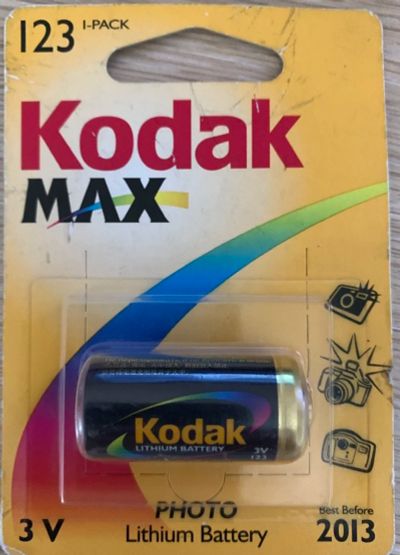 123 1-PACK
Kodak
MAX
Kodak
LITHIUM BATTERY
3V
123
PHOTO
Lithium Battery
3 V
Best Before
2013